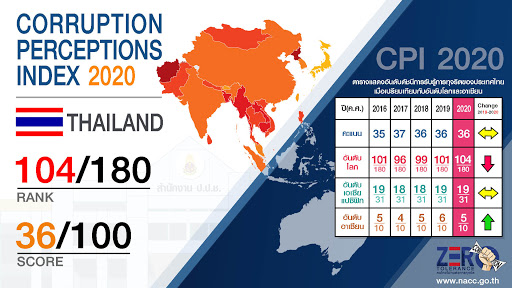 CORRUPTION
PERCEPTIONS
INDEX 2020
THAILAND
104/180
RANK
36/100
SCORE
สำนักงาน ป.ป.ช.
CPI 2020
ตารางแสดงอันดับดัชนีการรับรู้การทุจริตของประเทศไทย
เมื่อเปรียบเทียบกับอันดับโลกและอาเซียน
ปี(ค.ศ.) 2016 2017 2018 2019 2020 Change 2019-2020
คะแนน 35 37 36 36 36
อันดับโลก 101 96 99 101 104
180 180
อันดับเอเชียแปซิฟิก 19 18 18 19 19
31 31
อันดับอาเซียน 5 4 6 6 5
10 10 10 10 10
ZERO
TOLERANCE
www.nacc.go.th